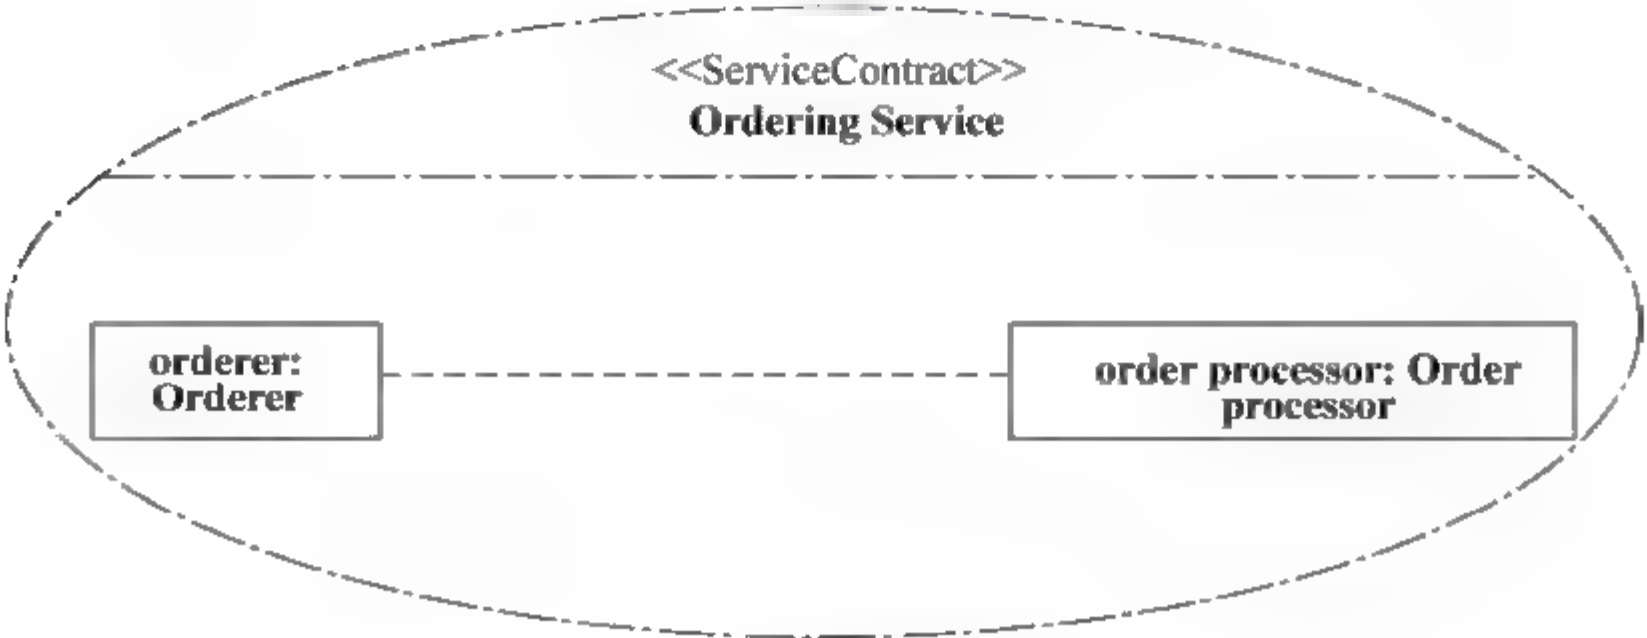 <<ServiceContract>>
Ordering Service
orderer:
Orderer
order processor: Order
processor